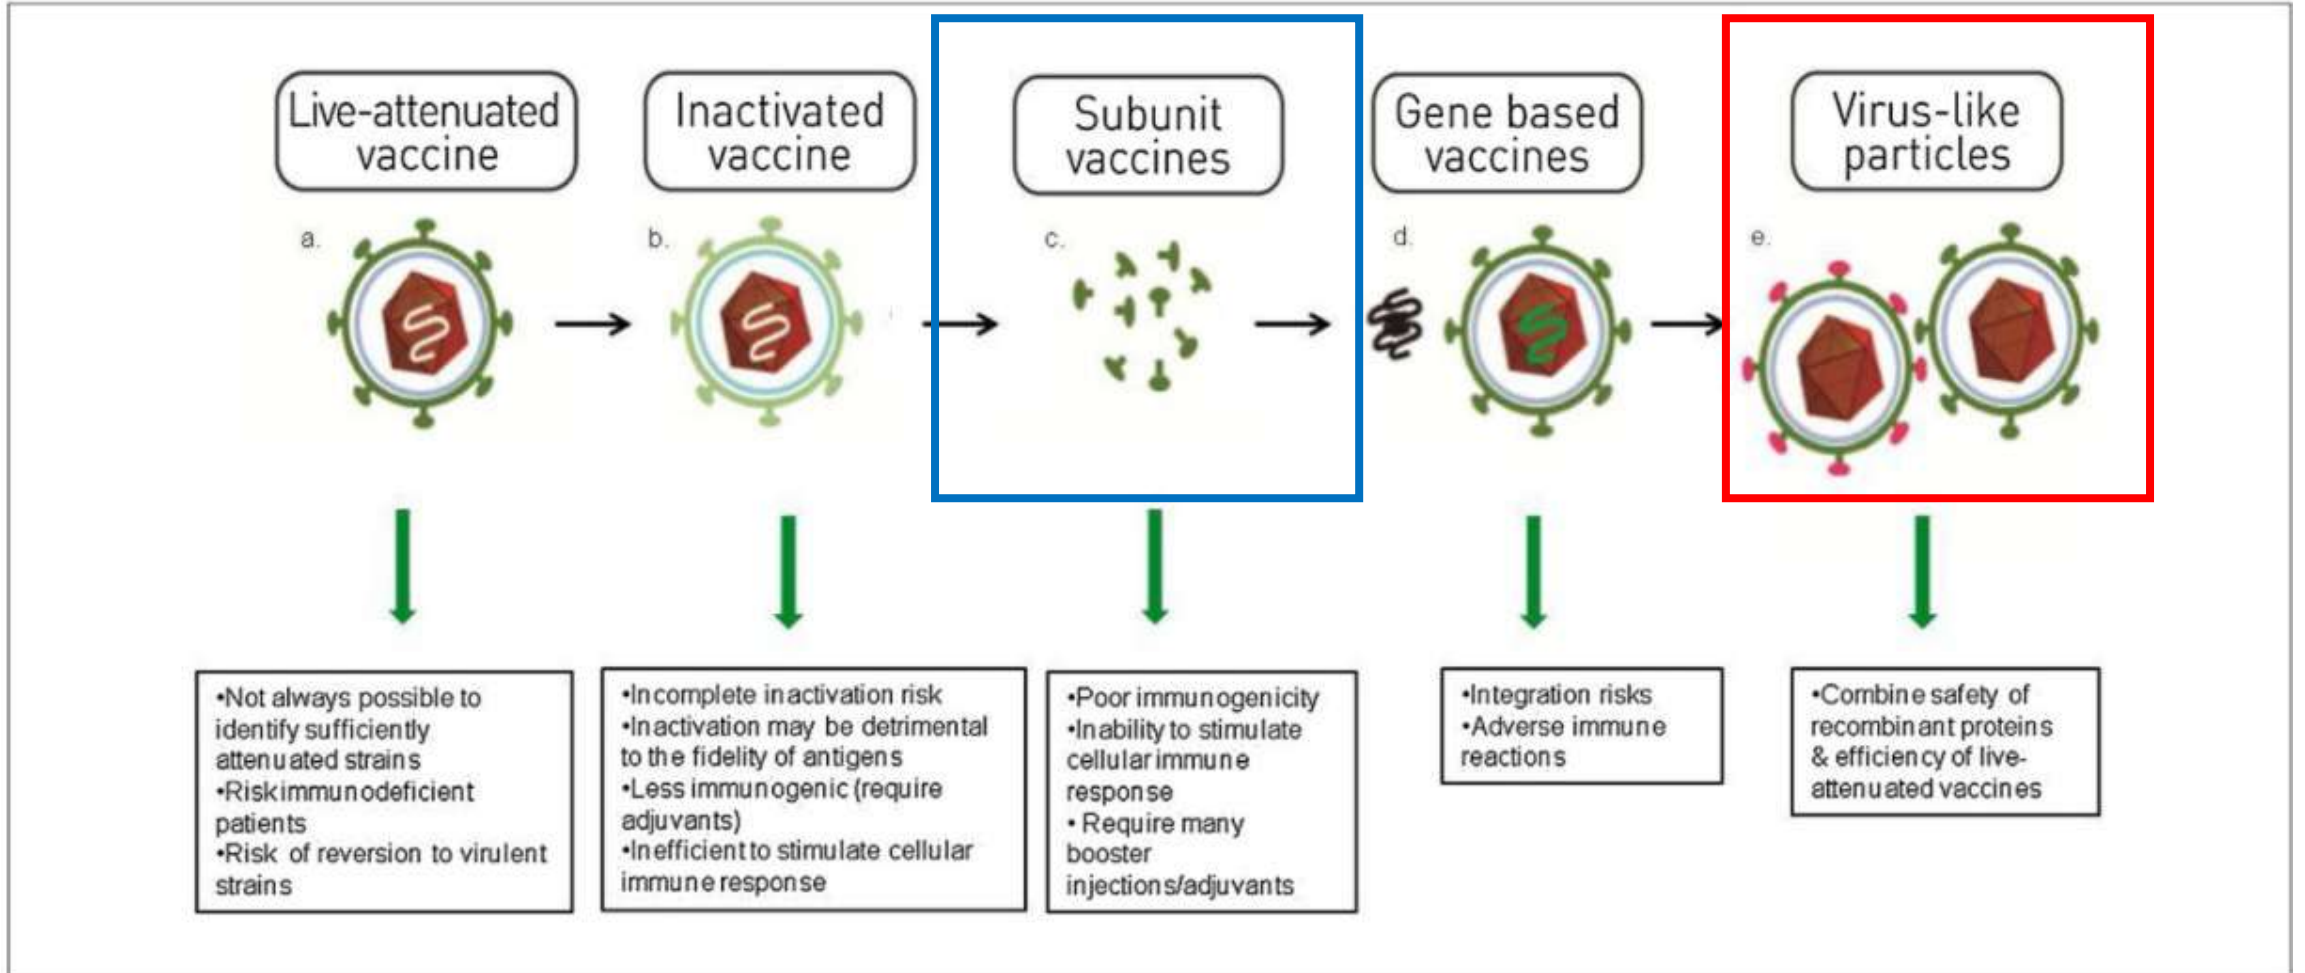 Live-attenuated
vaccine
Inactivated
vaccine
Subunit
vaccines
Gene based
vaccines
Virus-like
particles
a.
b.
c.
d.
e.
•Not always possible to
identify sufficiently
attenuated strains
•Risk immunodeficient
patients
•Risk of reversion to virulent
strains
•Incomplete inactivation risk
•Inactivation may be detrimental
to the fidelity of antigens
•Less immunogenic (require
adjuvants)
•Inefficient to stimulate cellular
immune response
•Poor immunogenicity
•Inability to stimulate
cellular immune
response
• Require many
booster
injections/adjuvants
•Integration risks
•Adverse immune
reactions
•Combine safety of
recombinant proteins
& efficiency of live-
attenuated vaccines